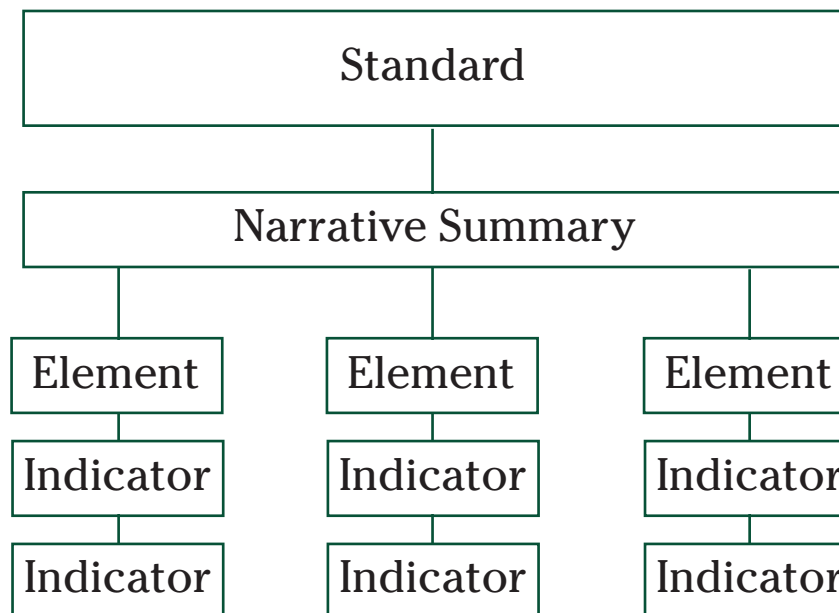 Standard
Narrative Summary
Element Element Element
Indicator Indicator Indicator
Indicator Indicator Indicator